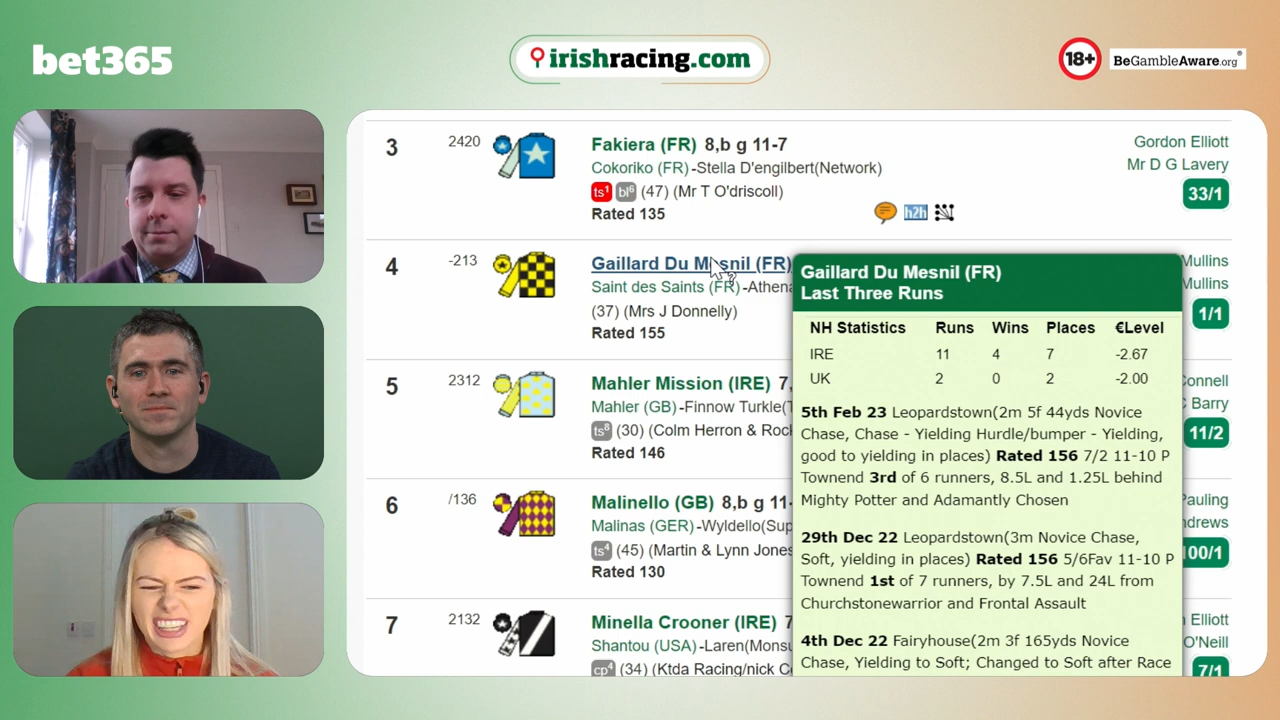 bet365
irishracing.com
18+
BeGambleAware.org®
3
2420
Fakiera (FR) 8,b g 11-7
Cokoriko (FR)-Stella D'engilbert(Network)
ts1 bl6 (47) (Mr T O'driscoll)
Rated 135
h2h
Gordon Elliott
Mr D G Lavery
33/1
4
-213
Gaillard Du Mesnil (FR)
Saint des Saints (FR)-Athena
(37) (Mrs J Donnelly)
Rated 155
Mullins
Mullins
1/1
5
2312
Mahler Mission (IRE) 7,
Mahler (GB)-Finnow Turkle(T
ts8 (30) (Colm Herron & Rock
Rated 146
Connell
C Barry
11/2
6
/136
Malinello (GB) 8,b g 11-
Malinas (GER)-Wyldello(Sup
ts4 (45) (Martin & Lynn Jones
Rated 130
Pauling
ndrews
100/1
7
2132
Minella Crooner (IRE) 7
Shantou (USA)-Laren(Monsu
cp4 (34) (Ktda Racing/nick C
Elliott
O'Neill
7/1
Gaillard Du Mesnil (FR)
Last Three Runs
NH Statistics Runs Wins Places €Level
IRE 11 4 7 -2.67
UK 2 0 2 -2.00
5th Feb 23 Leopardstown(2m 5f 44yds Novice
Chase, Chase - Yielding Hurdle/bumper - Yielding,
good to yielding in places) Rated 156 7/2 11-10 P
Townend 3rd of 6 runners, 8.5L and 1.25L behind
Mighty Potter and Adamantly Chosen
29th Dec 22 Leopardstown(3m Novice Chase,
Soft, yielding in places) Rated 156 5/6Fav 11-10 P
Townend 1st of 7 runners, by 7.5L and 24L from
Churchstonewarrior and Frontal Assault
4th Dec 22 Fairyhouse(2m 3f 165yds Novice
Chase, Yielding to Soft; Changed to Soft after Race